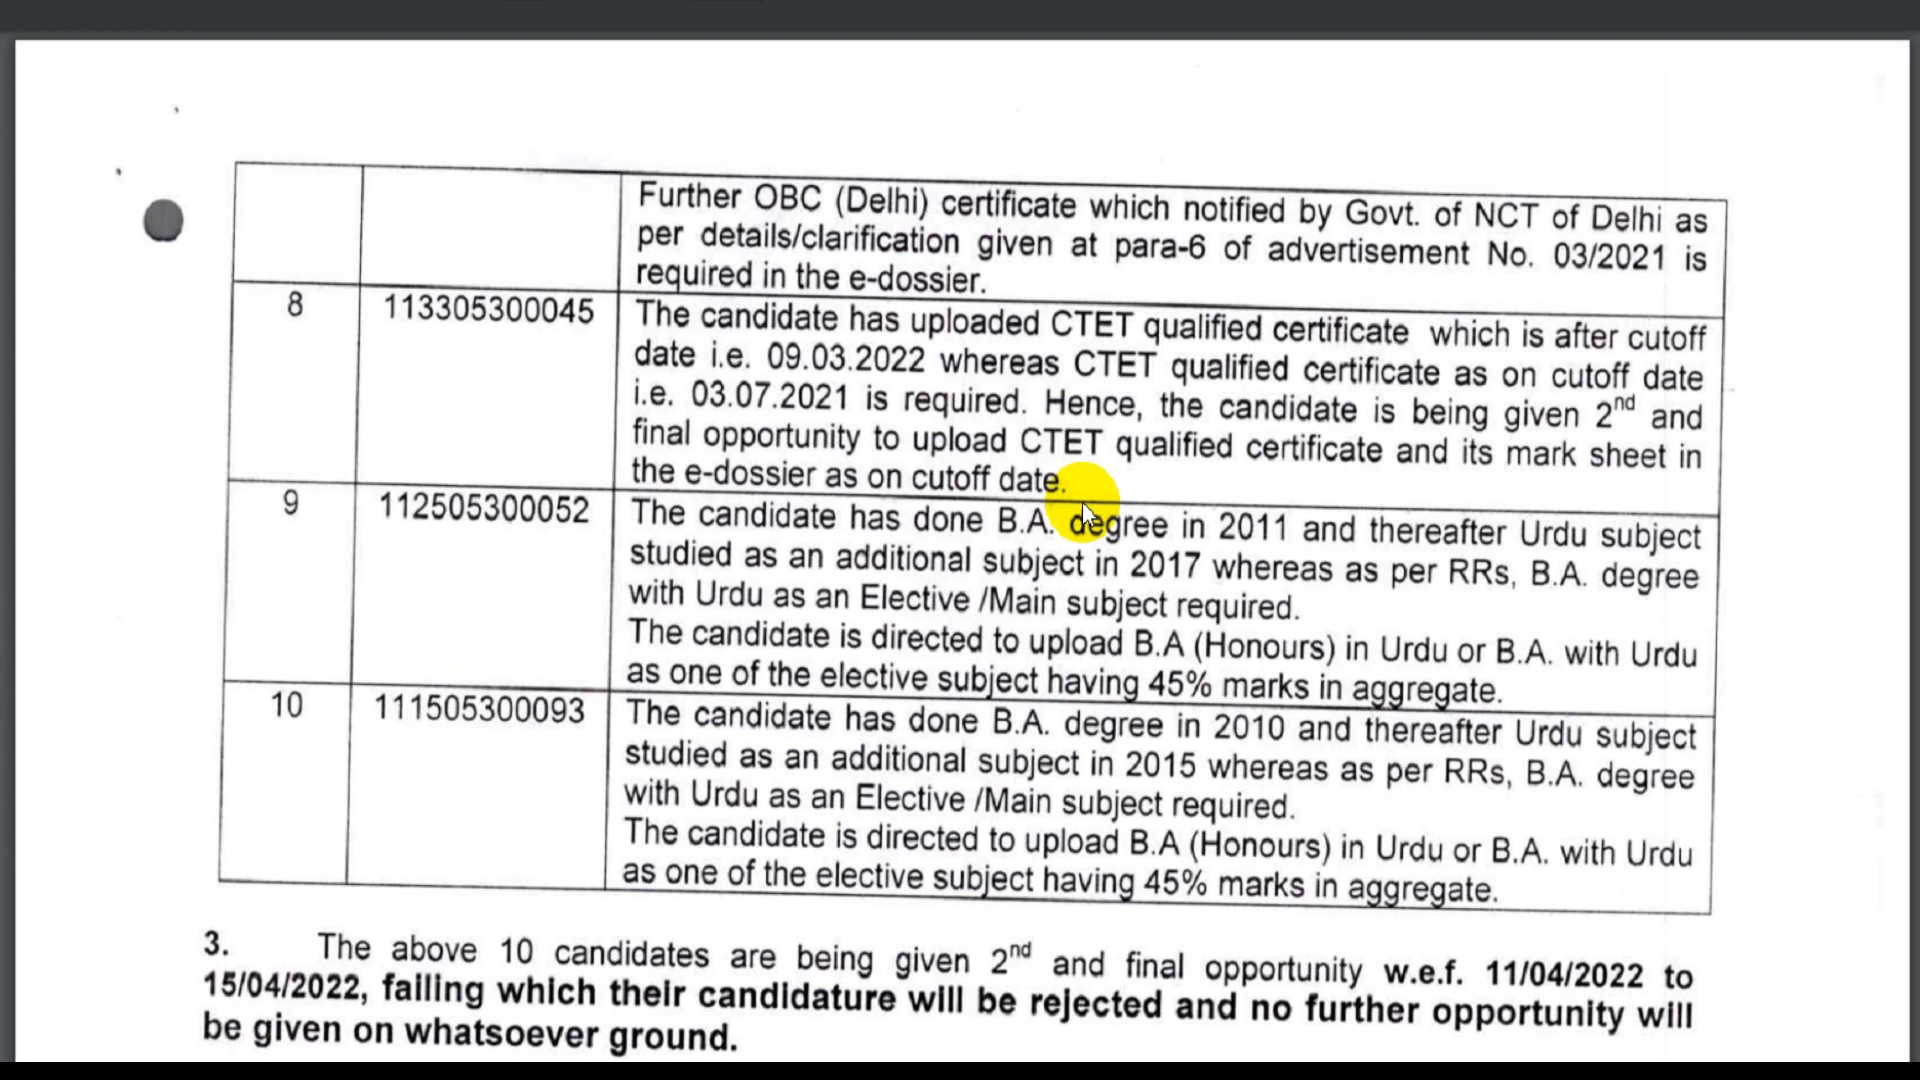 Further OBC (Delhi) certificate which notified by Govt. of NCT of Delhi as
per details/clarification given at para-6 of advertisement No. 03/2021 is
required in the e-dossier.
8 113305300045 The candidate has uploaded CTET qualified certificate which is after cutoff
date i.e. 09.03.2022 whereas CTET qualified certificate as on cutoff date
i.e. 03.07.2021 is required. Hence, the candidate is being given 2nd and
final opportunity to upload CTET qualified certificate and its mark sheet in
the e-dossier as on cutoff date.
9 112505300052 The candidate has done B.A. degree in 2011 and thereafter Urdu subject
studied as an additional subject in 2017 whereas as per RRs, B.A. degree
with Urdu as an Elective /Main subject required.
The candidate is directed to upload B.A (Honours) in Urdu or B.A. with Urdu
as one of the elective subject having 45% marks in aggregate.
10 111505300093 The candidate has done B.A. degree in 2010 and thereafter Urdu subject
studied as an additional subject in 2015 whereas as per RRs, B.A. degree
with Urdu as an Elective /Main subject required.
The candidate is directed to upload B.A (Honours) in Urdu or B.A. with Urdu
as one of the elective subject having 45% marks in aggregate.
3. The above 10 candidates are being given 2nd and final opportunity w.e.f. 11/04/2022 to
15/04/2022, failing which their candidature will be rejected and no further opportunity will
be given on whatsoever ground.